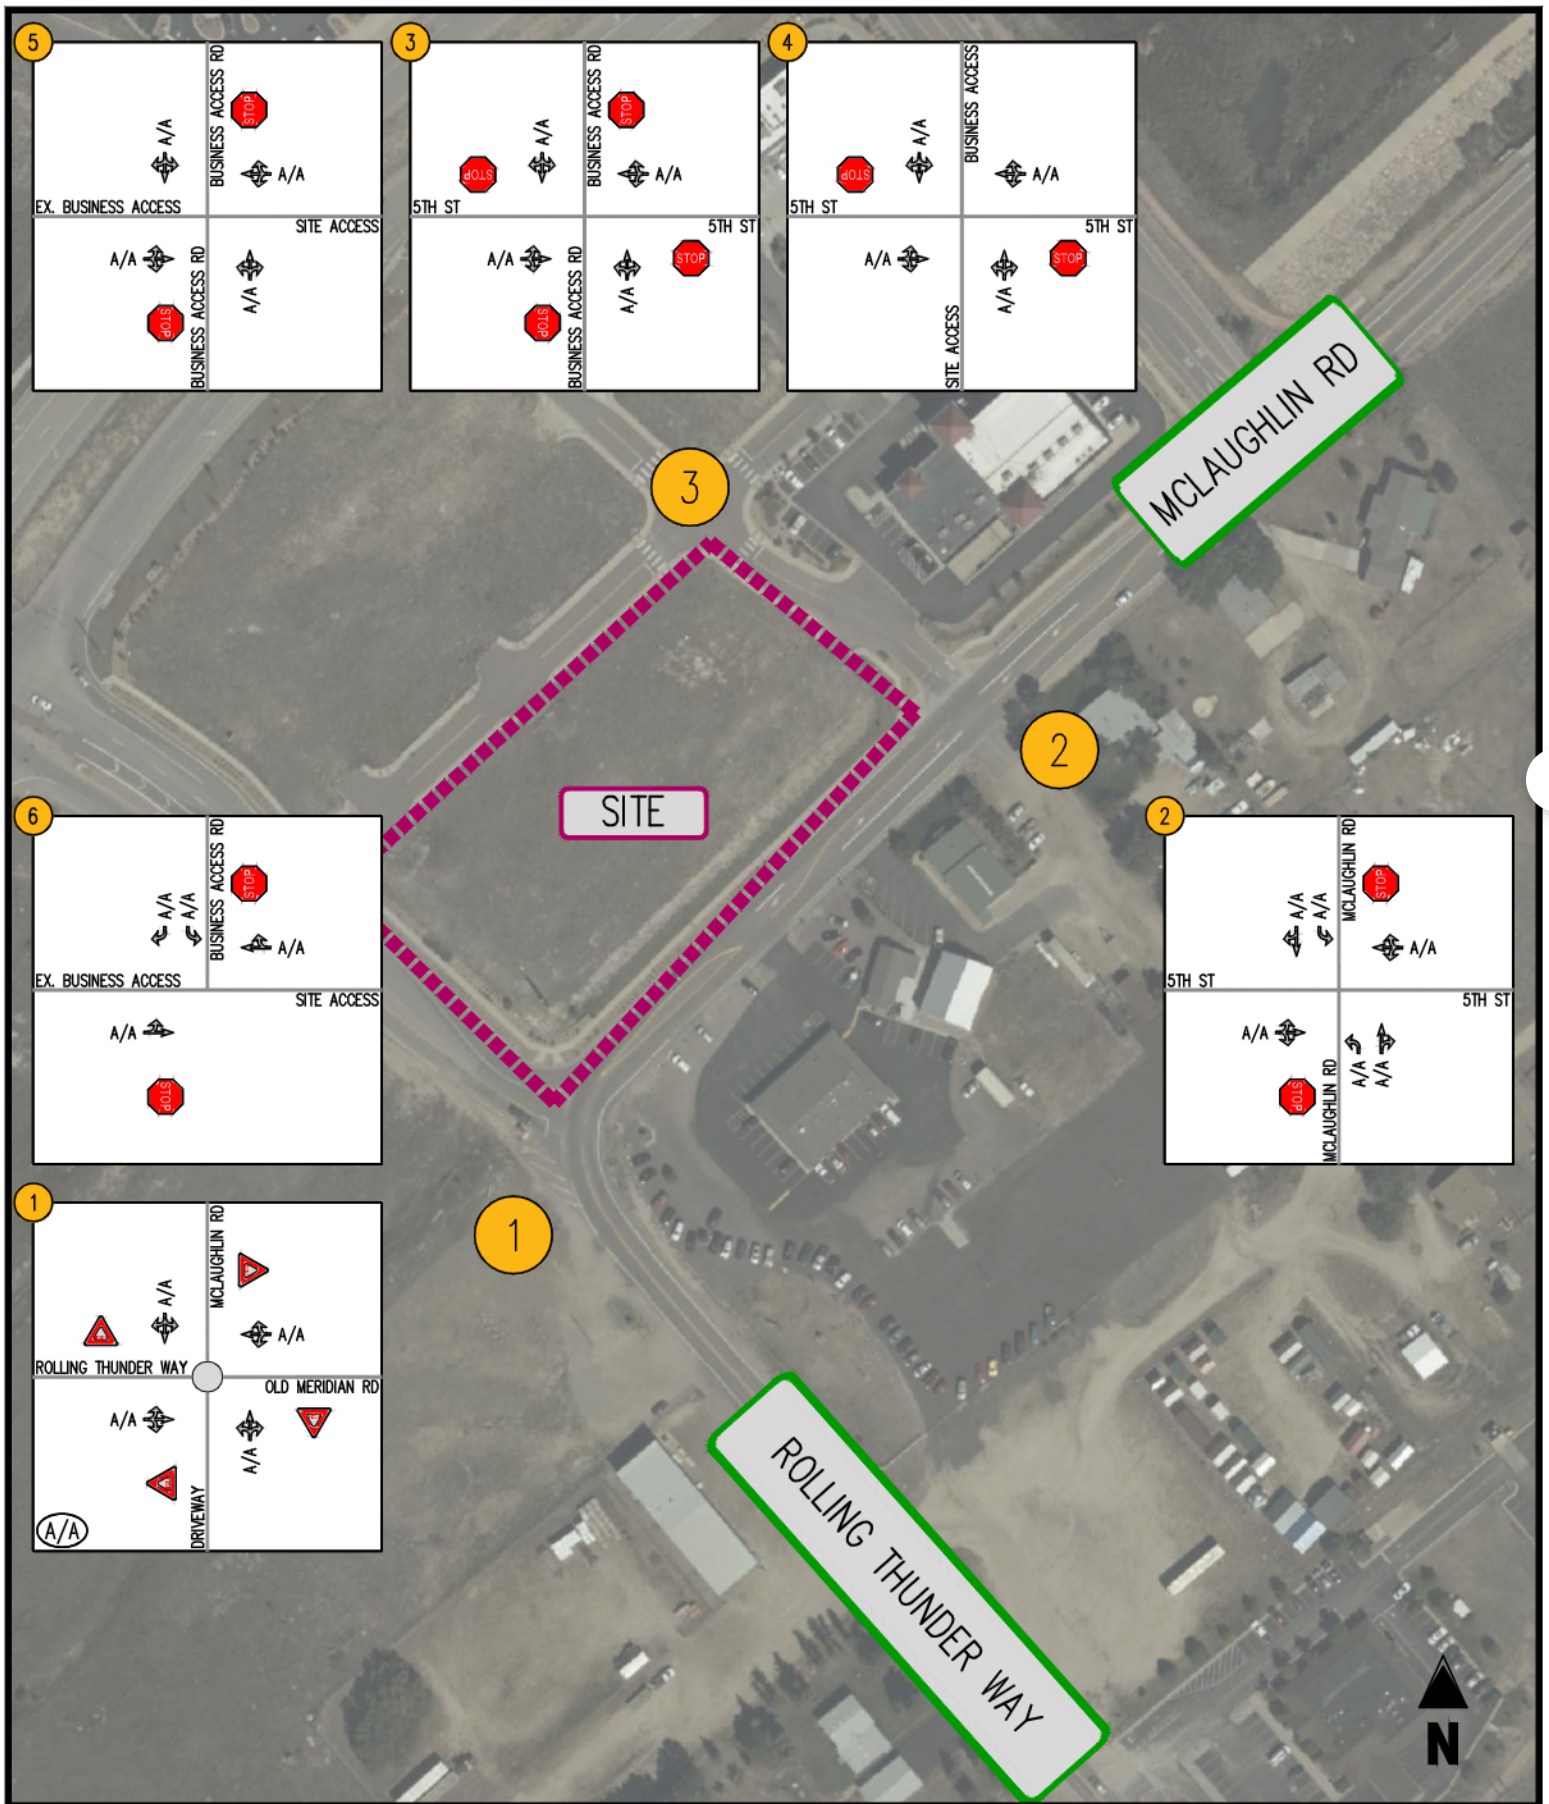 5
BUSINESS ACCESS RD
STOP
A/A
A/A
EX. BUSINESS ACCESS
SITE ACCESS
A/A
A/A
STOP
BUSINESS ACCESS RD
3
BUSINESS ACCESS RD
STOP
STOP
A/A
A/A
5TH ST
5TH ST
A/A
A/A
STOP
STOP
BUSINESS ACCESS RD
4
BUSINESS ACCESS
STOP
A/A
A/A
5TH ST
5TH ST
A/A
A/A
STOP
SITE ACCESS
MCLAUGHLIN RD
3
2
SITE
6
BUSINESS ACCESS RD
STOP
A/A
A/A
A/A
EX. BUSINESS ACCESS
SITE ACCESS
A/A
STOP
2
MCLAUGHLIN RD
STOP
A/A
A/A
A/A
5TH ST
5TH ST
A/A
A/A
A/A
STOP
MCLAUGHLIN RD
1
MCLAUGHLIN RD
A/A
A/A
ROLLING THUNDER WAY
OLD MERIDIAN RD
A/A
A/A
DRIVEWAY
A/A
1
ROLLING THUNDER WAY
N